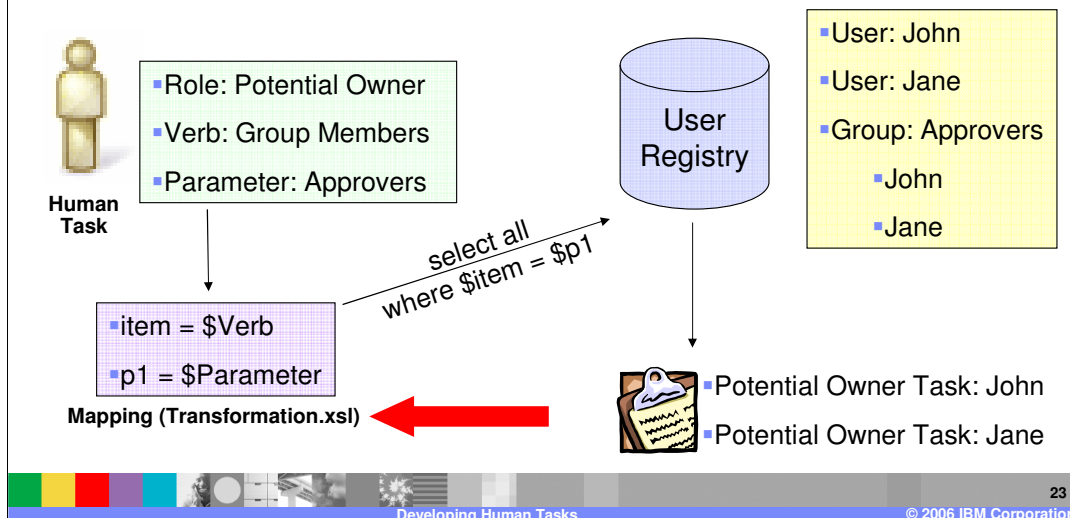 Human
Task
▪Role: Potential Owner
▪Verb: Group Members
▪Parameter: Approvers
▪item = $Verb
▪p1 = $Parameter
Mapping (Transformation.xsl)
select all
where $item = $p1
User
Registry
▪User: John
▪User: Jane
▪Group: Approvers
▪John
▪Jane
▪Potential Owner Task: John
▪Potential Owner Task: Jane
23
Developing Human Tasks
© 2006 IBM Corporation